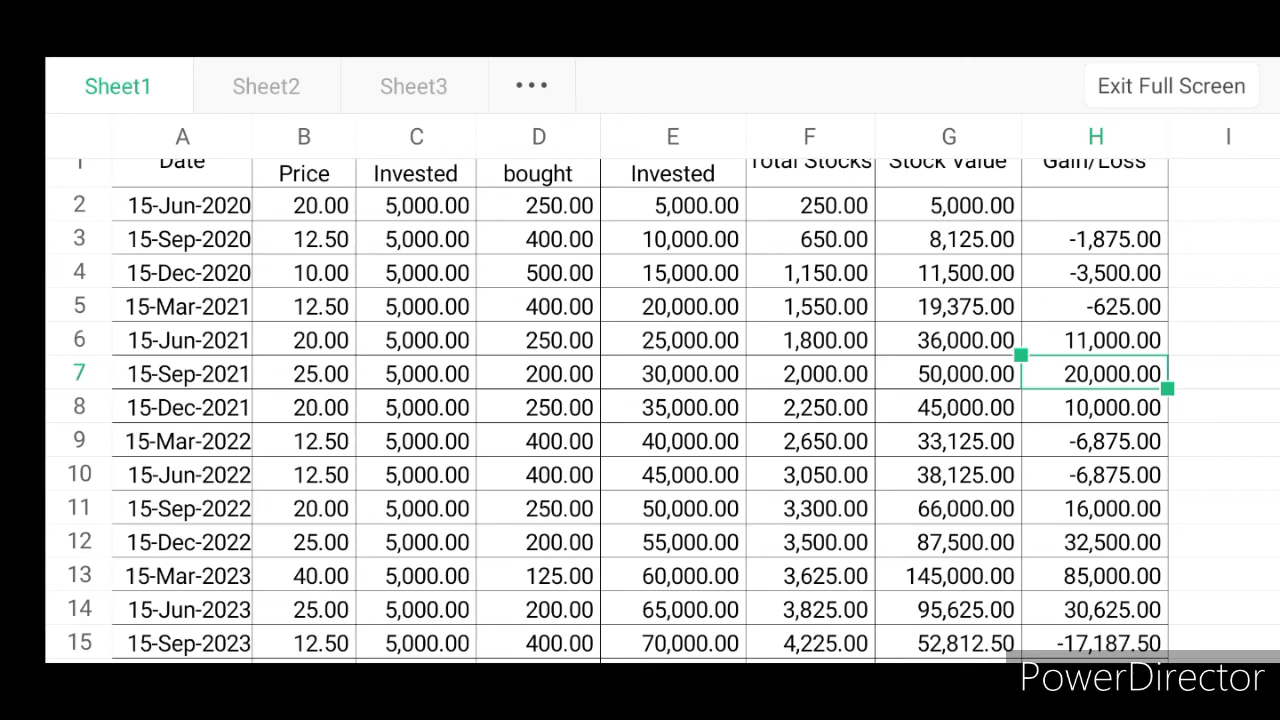 Sheet1 Sheet2 Sheet3 ••• Exit Full Screen
A B C D E F G H I
1 Date Price Invested bought Invested Total Stocks Stock Value Gain/Loss
2 15-Jun-2020 20.00 5,000.00 250.00 5,000.00 250.00 5,000.00
3 15-Sep-2020 12.50 5,000.00 400.00 10,000.00 650.00 8,125.00 -1,875.00
4 15-Dec-2020 10.00 5,000.00 500.00 15,000.00 1,150.00 11,500.00 -3,500.00
5 15-Mar-2021 12.50 5,000.00 400.00 20,000.00 1,550.00 19,375.00 -625.00
6 15-Jun-2021 20.00 5,000.00 250.00 25,000.00 1,800.00 36,000.00 11,000.00
7 15-Sep-2021 25.00 5,000.00 200.00 30,000.00 2,000.00 50,000.00 20,000.00
8 15-Dec-2021 20.00 5,000.00 250.00 35,000.00 2,250.00 45,000.00 10,000.00
9 15-Mar-2022 12.50 5,000.00 400.00 40,000.00 2,650.00 33,125.00 -6,875.00
10 15-Jun-2022 12.50 5,000.00 400.00 45,000.00 3,050.00 38,125.00 -6,875.00
11 15-Sep-2022 20.00 5,000.00 250.00 50,000.00 3,300.00 66,000.00 16,000.00
12 15-Dec-2022 25.00 5,000.00 200.00 55,000.00 3,500.00 87,500.00 32,500.00
13 15-Mar-2023 40.00 5,000.00 125.00 60,000.00 3,625.00 145,000.00 85,000.00
14 15-Jun-2023 25.00 5,000.00 200.00 65,000.00 3,825.00 95,625.00 30,625.00
15 15-Sep-2023 12.50 5,000.00 400.00 70,000.00 4,225.00 52,812.50 -17,187.50
PowerDirector